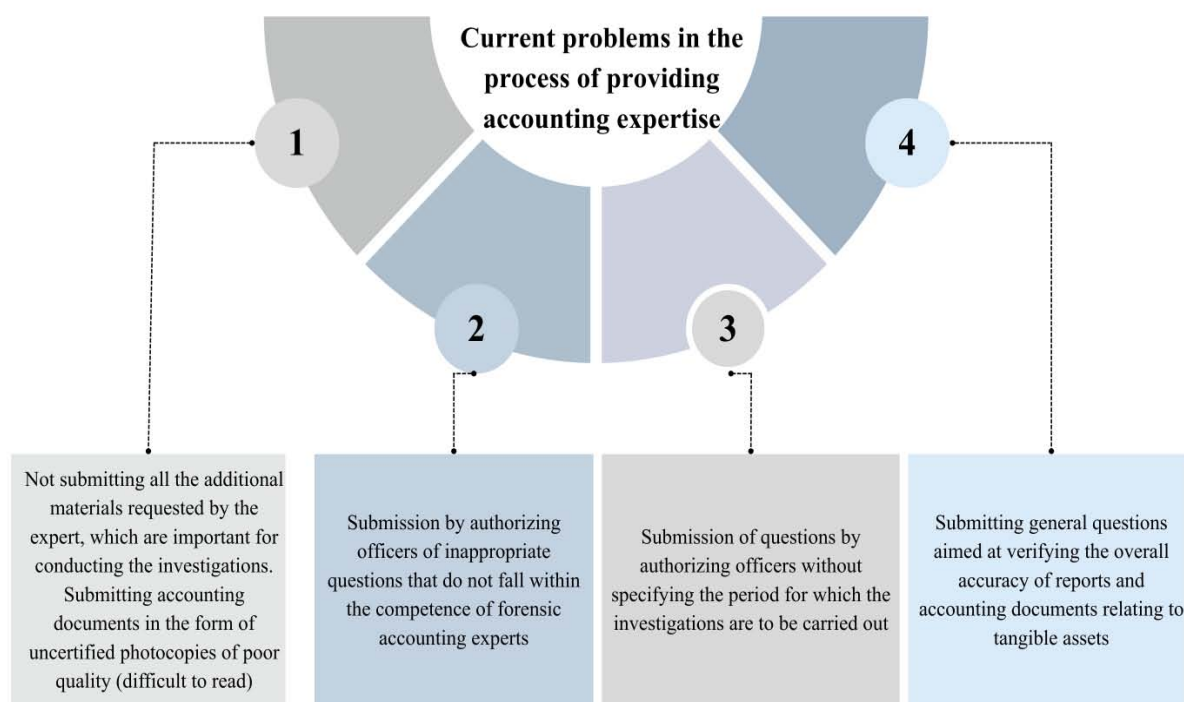 Current problems in the
process of providing
accounting expertise
1
2
3
4
Not submitting all the additional
materials requested by the
expert, which are important for
conducting the investigations.
Submitting accounting
documents in the form of
uncertified photocopies of poor
quality (difficult to read)
Submission by authorizing
officers of inappropriate
questions that do not fall within
the competence of forensic
accounting experts
Submission of questions by
authorizing officers without
specifying the period for which the
investigations are to be carried out
Submitting general questions
aimed at verifying the overall
accuracy of reports and
accounting documents relating to
tangible assets